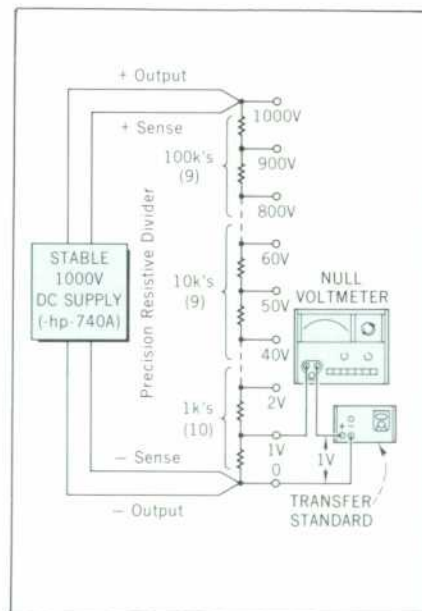 + Output
+ Sense
1000V
100k's
(9)
900V
800V
Precision Resistive Divider
STABLE
1000V
DC SUPPLY
(-hp-740A)
60V
10k's
(9)
50V
40V
NULL
VOLTMETER
2V
1k's
(10)
1V
0
1V
− Sense
− Output
TRANSFER
STANDARD